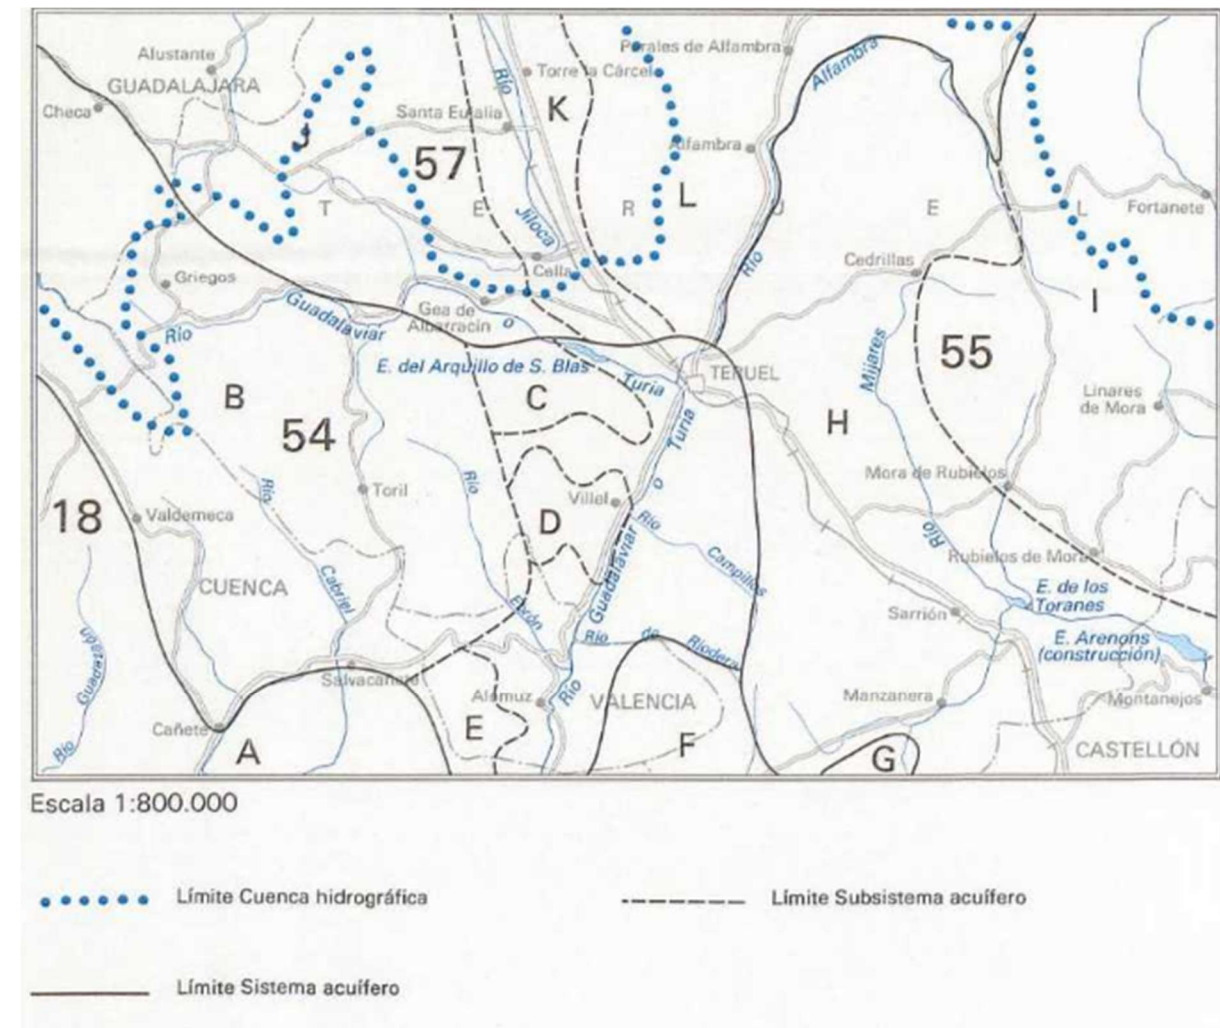 Alustante
GUADALAJARA
Checa
Santa Eulalia
Río
Torre la Cárcel
Perales de Alfambra
Alfambra
K
J
57
Alfambra
L
T E R U E L
Jiloca
Fortanete
Río
Cella
Cedrillas
Griegos
I
Guadalaviar
Gea de
Albarracín
o
Río
E. del Arquillo de S. Blas
Turia
TERUEL
Mijares
55
B
C
Linares
de Mora
54
H
Turia
o
Río
Toril
Villel
Mora de Rubielos
18
Valdemeca
Río
D
Río
Campillos
Río
Rubielos de Mora
CUENCA
Cabriel
Guadalaviar
Ebrón
E. de los
Toranes
Sarrión
E. Arenons
(construcción)
Río de Riodeva
Guadazaón
Río
Salvacañete
Ademuz
Río
VALENCIA
Manzanera
Montanejos
Cañete
A
E
F
G
CASTELLÓN
Escala 1:800.000
Límite Cuenca hidrográfica
Límite Subsistema acuífero
Límite Sistema acuífero